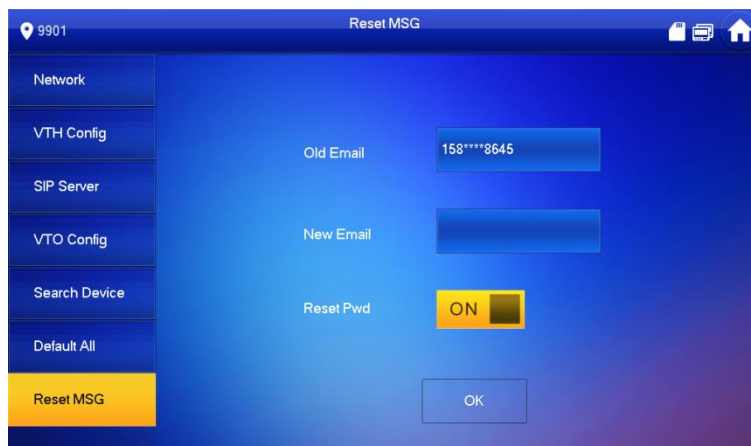 9901
Reset MSG
Network
VTH Config
SIP Server
VTO Config
Search Device
Default All
Reset MSG
Old Email
158****8645
New Email
Reset Pwd
ON
OK